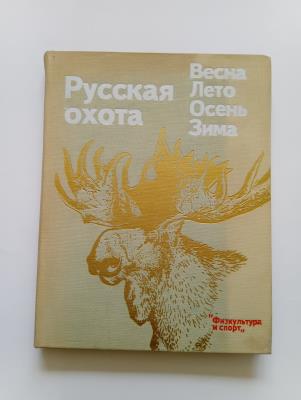 Русская
охота
Весна
Лето
Осень
Зима
"Физкультура
и спорт„